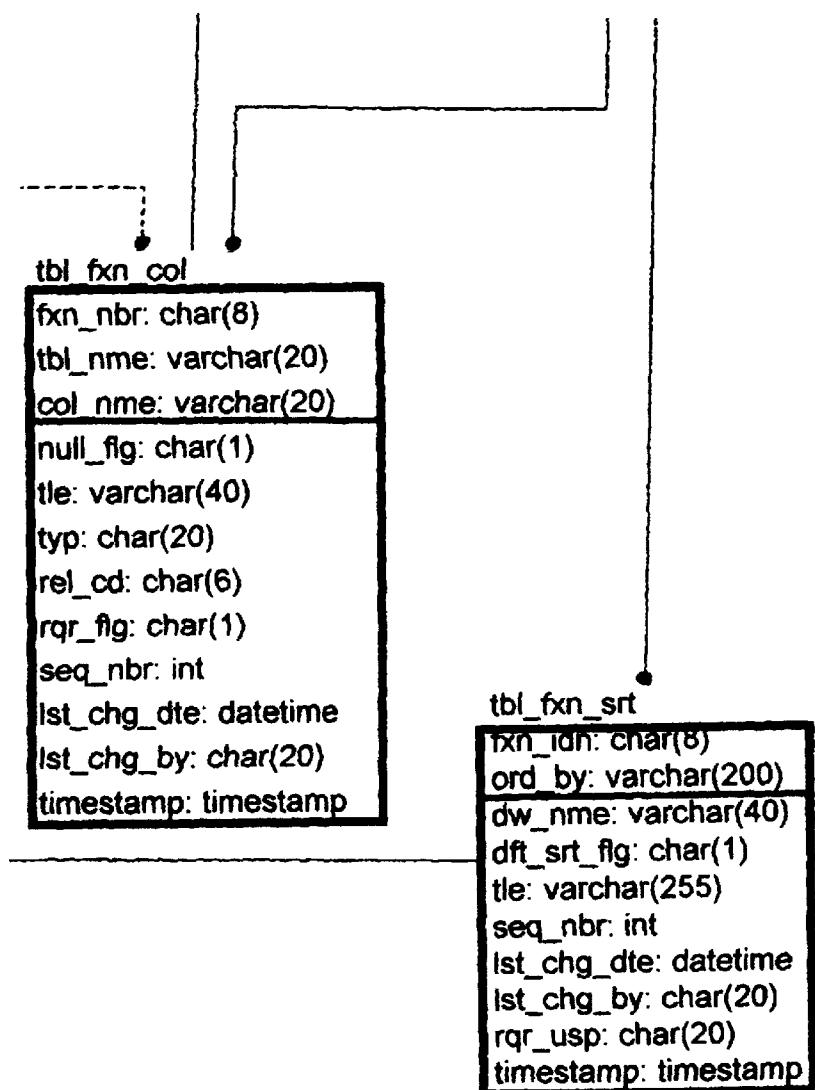 tbl_fxn_col
fxn_nbr: char(8)
tbl_nme: varchar(20)
col_nme: varchar(20)
null_flg: char(1)
tle: varchar(40)
typ: char(20)
rel_cd: char(6)
rqr_flg: char(1)
seq_nbr: int
lst_chg_dte: datetime
lst_chg_by: char(20)
timestamp: timestamp
tbl_fxn_srt
fxn_idn: char(8)
ord_by: varchar(200)
dw_nme: varchar(40)
dft_srt_flg: char(1)
tle: varchar(255)
seq_nbr: int
lst_chg_dte: datetime
lst_chg_by: char(20)
rqr_usp: char(20)
timestamp: timestamp